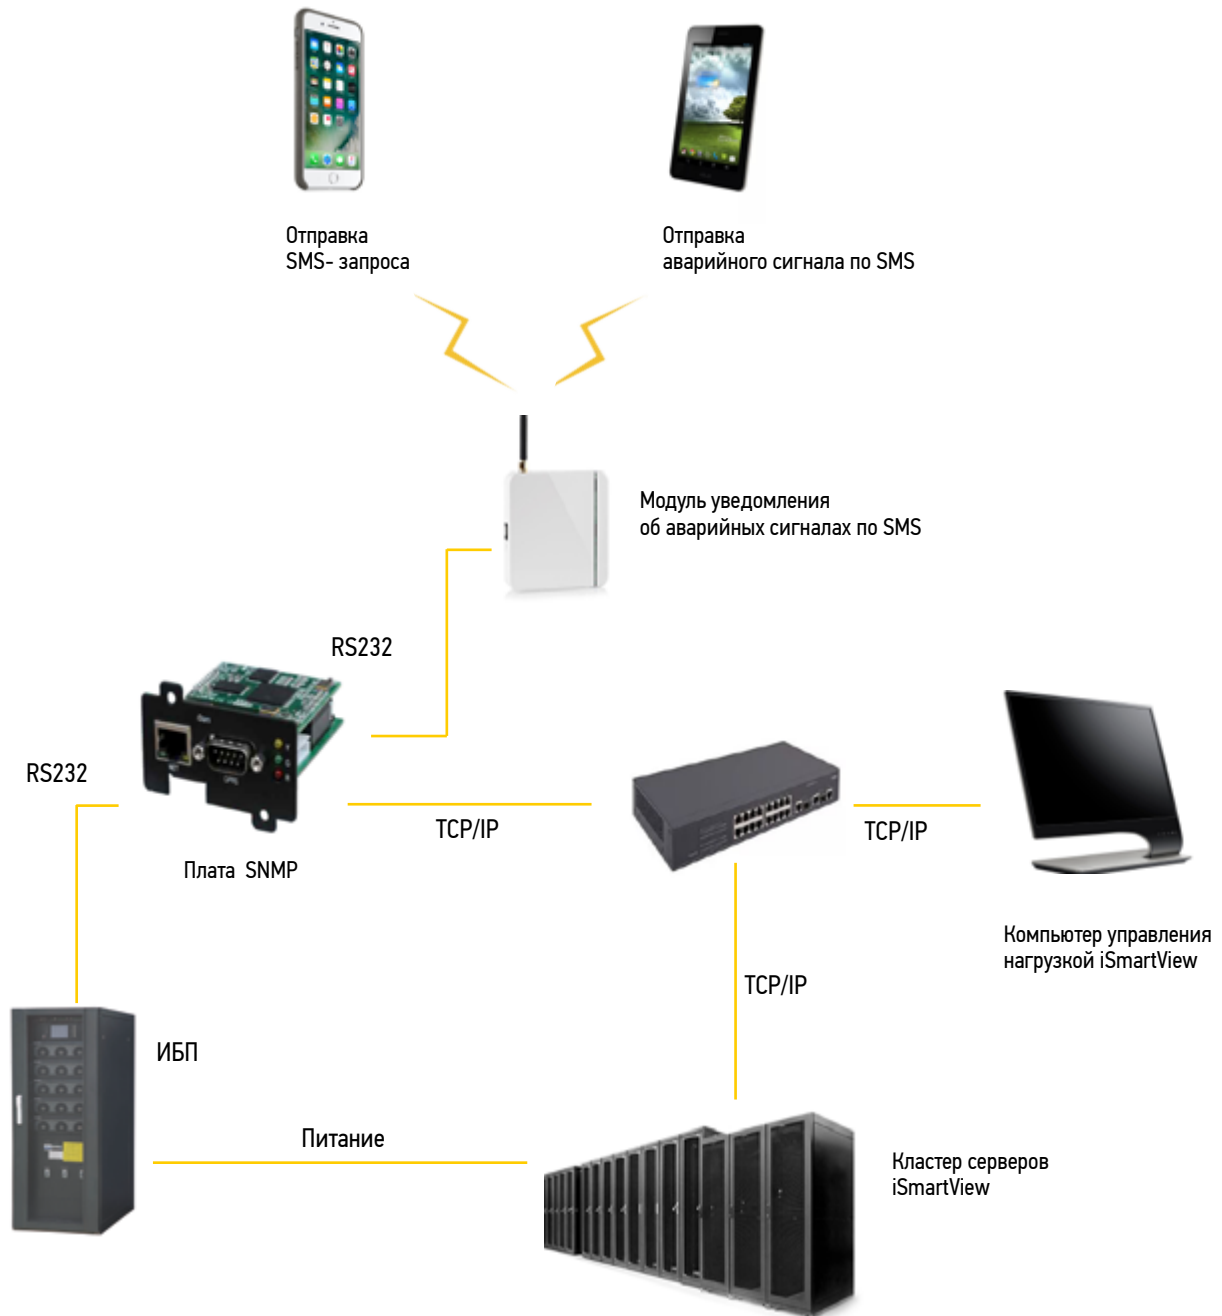 Отправка
SMS- запроса
Отправка
аварийного сигнала по SMS
Модуль уведомления
об аварийных сигналах по SMS
RS232
RS232
TCP/IP
TCP/IP
Плата SNMP
Компьютер управления
нагрузкой iSmartView
TCP/IP
ИБП
Питание
Кластер серверов
iSmartView